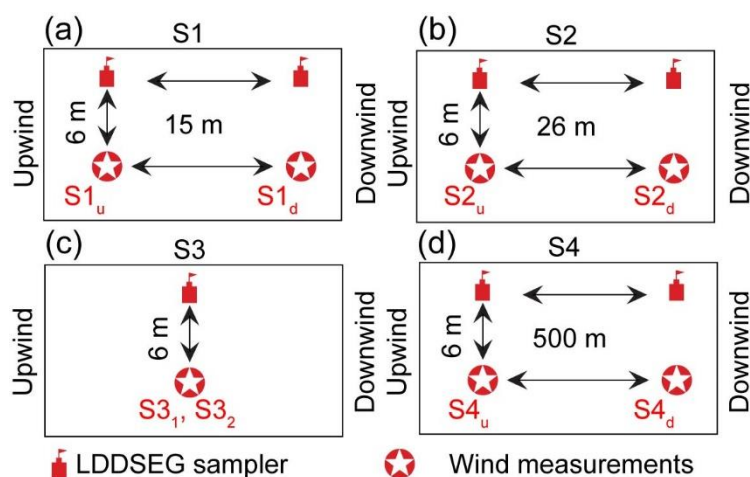 (a) S1
Upwind
6 m
15 m
S1u
S1d
Downwind
(b) S2
Upwind
6 m
26 m
S2u
S2d
Downwind
(c) S3
Upwind
6 m
S3₁, S3₂
Downwind
(d) S4
Upwind
6 m
500 m
S4u
S4d
Downwind
LDDSEG sampler
Wind measurements